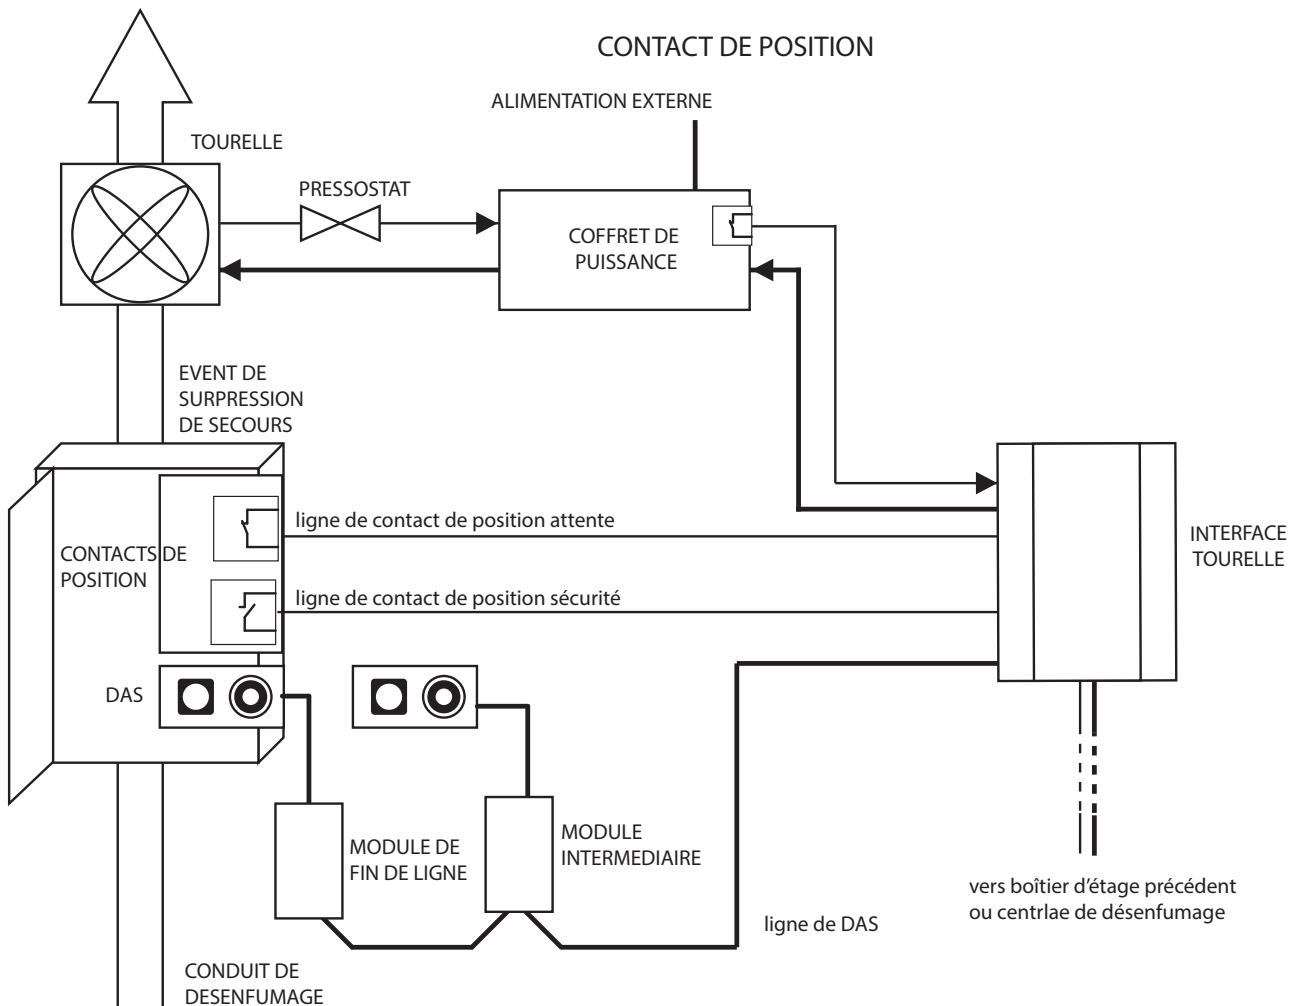 CONTACT DE POSITION
ALIMENTATION EXTERNE
TOURELLE
PRESSOSTAT
COFFRET DE
PUISSANCE
EVENT DE
SURPRESSION
DE SECOURS
ligne de contact de position attente
CONTACTS DE
POSITION
INTERFACE
TOURELLE
ligne de contact de position sécurité
DAS
MODULE DE
FIN DE LIGNE
MODULE
INTERMEDIAIRE
vers boîtier d’étage précédent
ou centrlae de désenfumage
ligne de DAS
CONDUIT DE
DESENFUMAGE